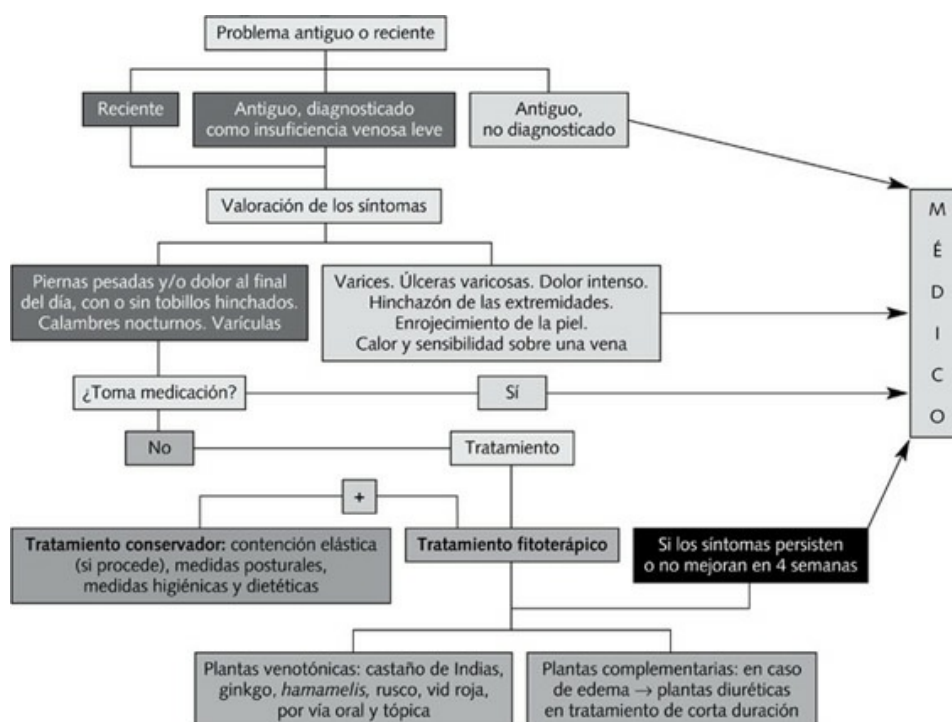 Problema antiguo o reciente
Reciente
Antiguo, diagnosticado
como insuficiencia venosa leve
Antiguo,
no diagnosticado
Valoración de los síntomas
Piernas pesadas y/o dolor al final
del día, con o sin tobillos hinchados.
Calambres nocturnos. Varículas
Varices. Úlceras varicosas. Dolor intenso.
Hinchazón de las extremidades.
Enrojecimiento de la piel.
Calor y sensibilidad sobre una vena
M
É
D
I
C
O
¿Toma medicación?
Sí
No
Tratamiento
+
Tratamiento conservador: contención elástica
(si procede), medidas posturales,
medidas higiénicas y dietéticas
Tratamiento fitoterápico
Si los síntomas persisten
o no mejoran en 4 semanas
Plantas venotónicas: castaño de Indias,
ginkgo, hamamelis, rusco, vid roja,
por vía oral y tópica
Plantas complementarias: en caso
de edema → plantas diuréticas
en tratamiento de corta duración